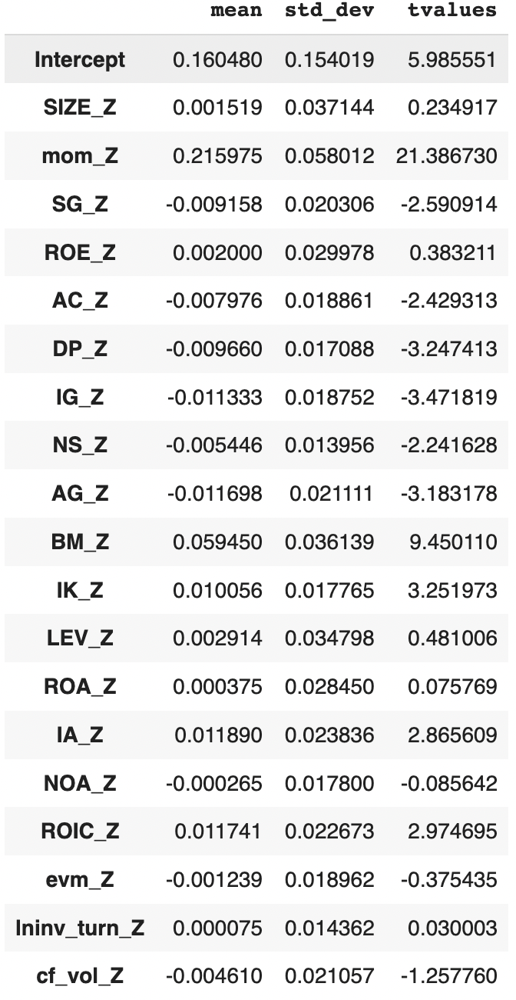 mean std_dev tvalues
Intercept 0.160480 0.154019 5.985551
SIZE_Z 0.001519 0.037144 0.234917
mom_Z 0.215975 0.058012 21.386730
SG_Z -0.009158 0.020306 -2.590914
ROE_Z 0.002000 0.029978 0.383211
AC_Z -0.007976 0.018861 -2.429313
DP_Z -0.009660 0.017088 -3.247413
IG_Z -0.011333 0.018752 -3.471819
NS_Z -0.005446 0.013956 -2.241628
AG_Z -0.011698 0.021111 -3.183178
BM_Z 0.059450 0.036139 9.450110
IK_Z 0.010056 0.017765 3.251973
LEV_Z 0.002914 0.034798 0.481006
ROA_Z 0.000375 0.028450 0.075769
IA_Z 0.011890 0.023836 2.865609
NOA_Z -0.000265 0.017800 -0.085642
ROIC_Z 0.011741 0.022673 2.974695
evm_Z -0.001239 0.018962 -0.375435
lninv_turn_Z 0.000075 0.014362 0.030003
cf_vol_Z -0.004610 0.021057 -1.257760